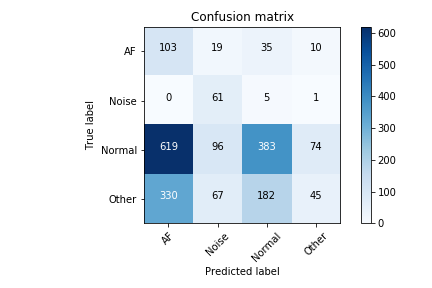 Confusion matrix
600
AF 103 19 35 10
500
Noise 0 61 5 1
400
300
Normal 619 96 383 74
200
Other 330 67 182 45
100
0
AF Noise Normal Other
True label
Predicted label